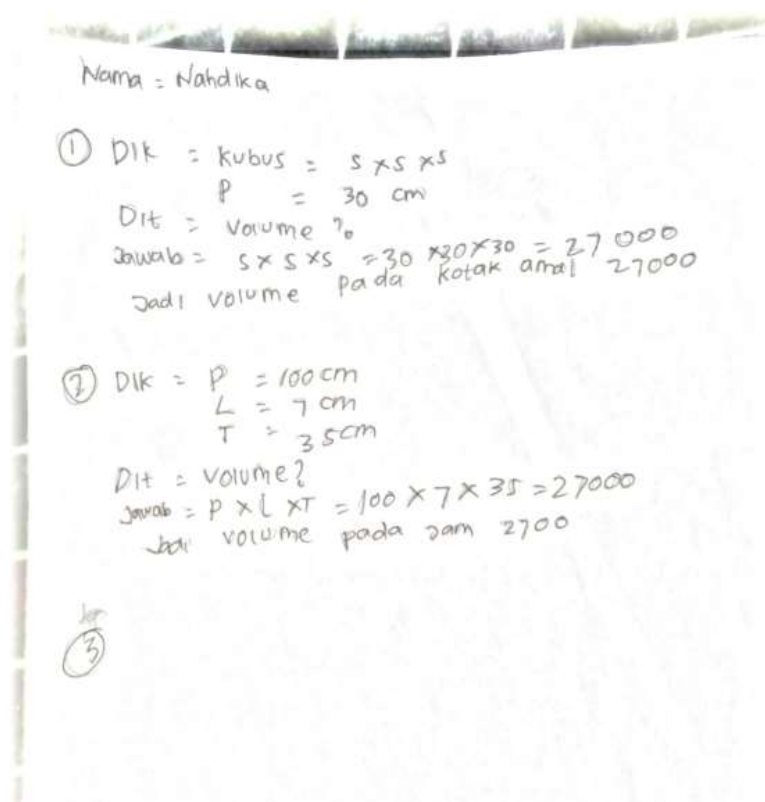 Nama = Nahdika
① Dik = Kubus = s x s x s
P = 30 cm
Dit = Volume ?
Jawab = s x s x s = 30 x 30 x 30 = 27 000
Jadi volume pada kotak amal 27000
② Dik = P = 100 cm
L = 7 cm
T = 35 cm
Dit = Volume?
Jawab = P x L x T = 100 x 7 x 35 = 27000
Jadi volume pada Jam 2700
③